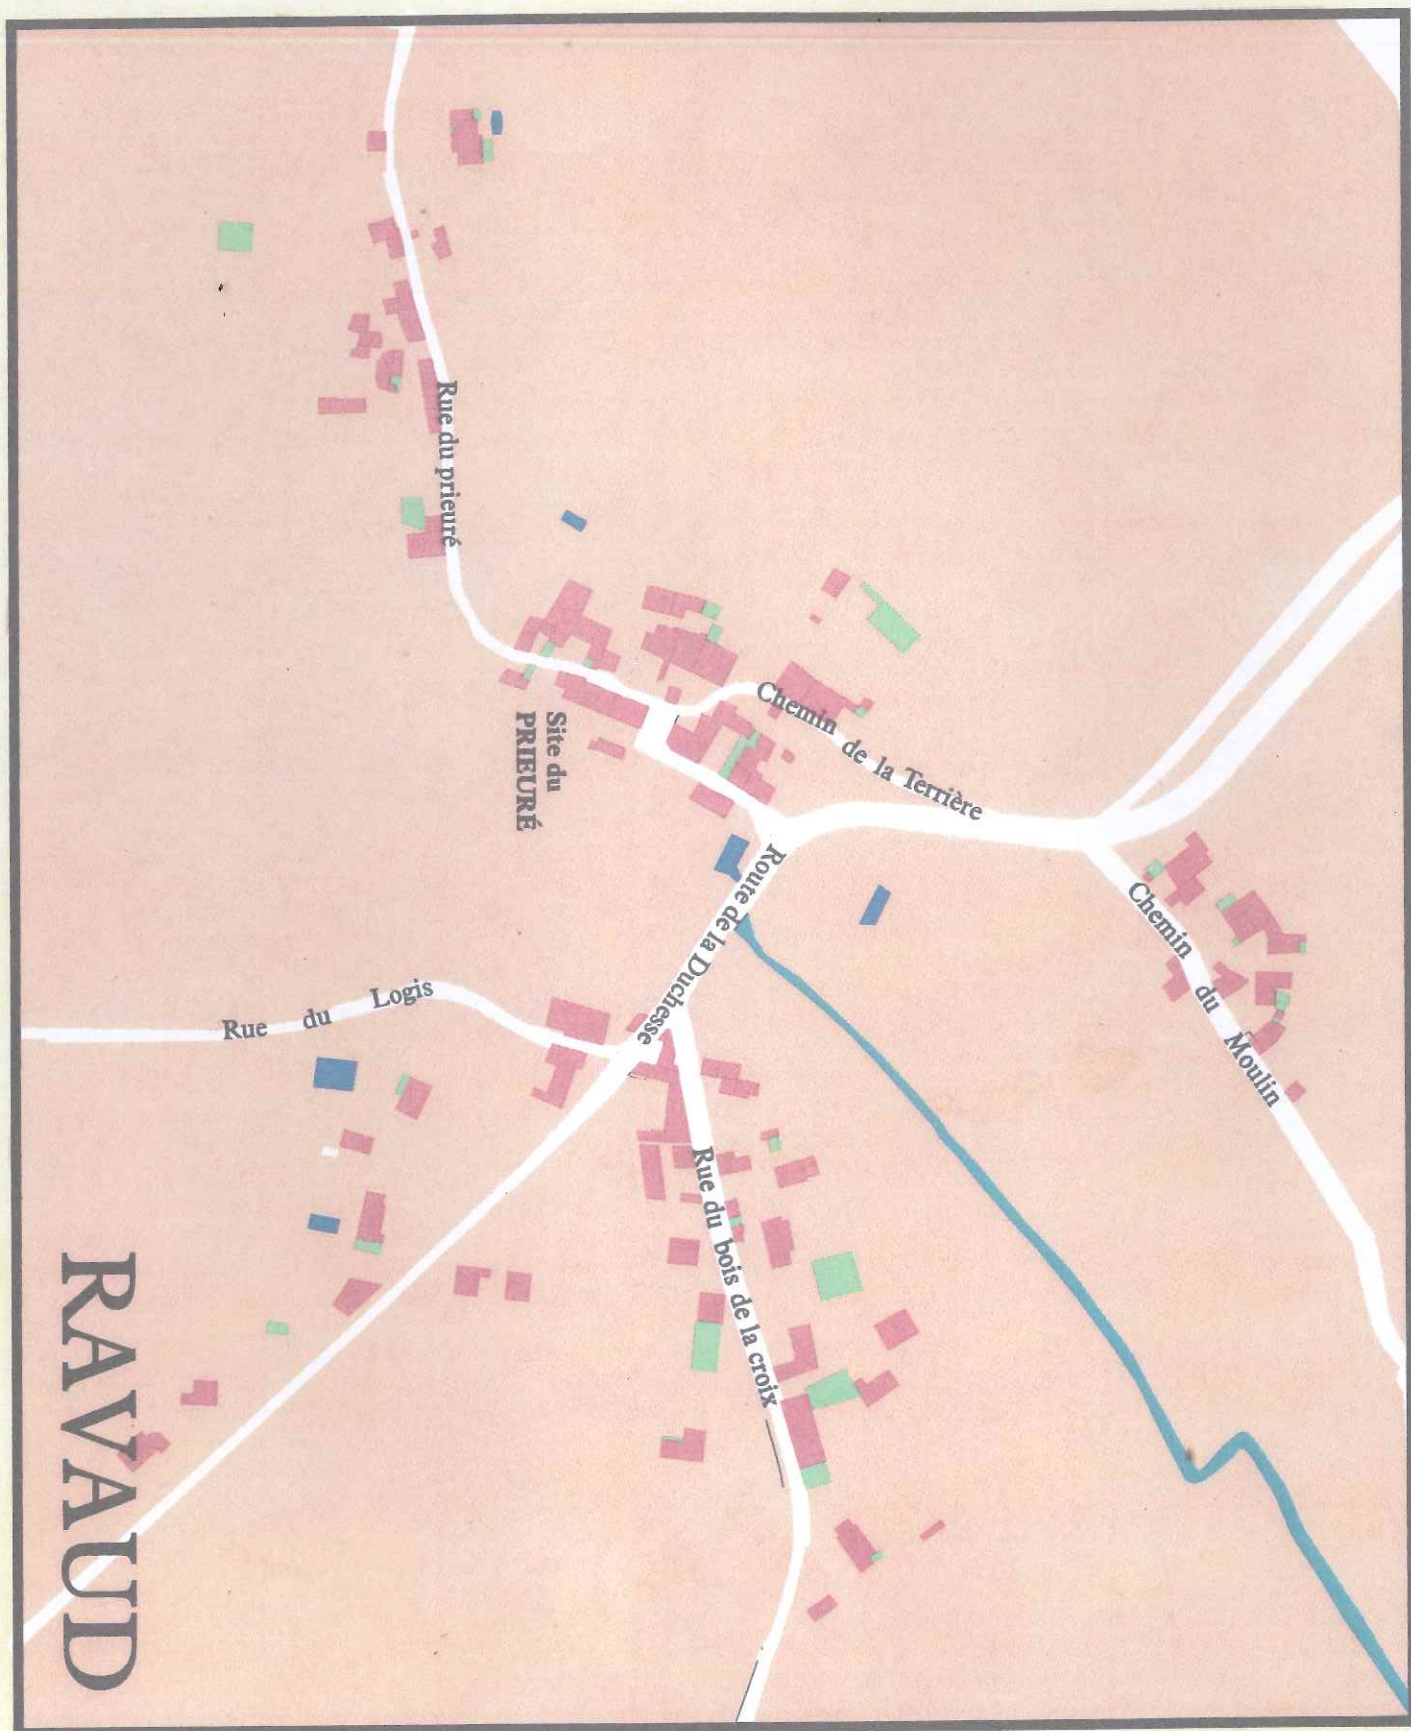 Rue du prieuré
Chemin de la Terrière
Site du
PRIEURÉ
Route de la Duchesse
Chemin du Moulin
Rue du Logis
Rue du bois de la croix
RAVAUD